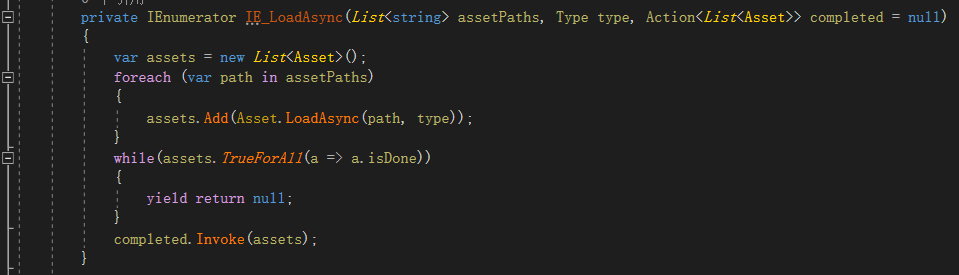 private IEnumerator IE_LoadAsync(List<string> assetPaths, Type type, Action<List<Asset>> completed = null)
{
var assets = new List<Asset>();
foreach (var path in assetPaths)
{
assets.Add(Asset.LoadAsync(path, type));
}
while(assets.TrueForAll(a => a.isDone))
{
yield return null;
}
completed.Invoke(assets);
}